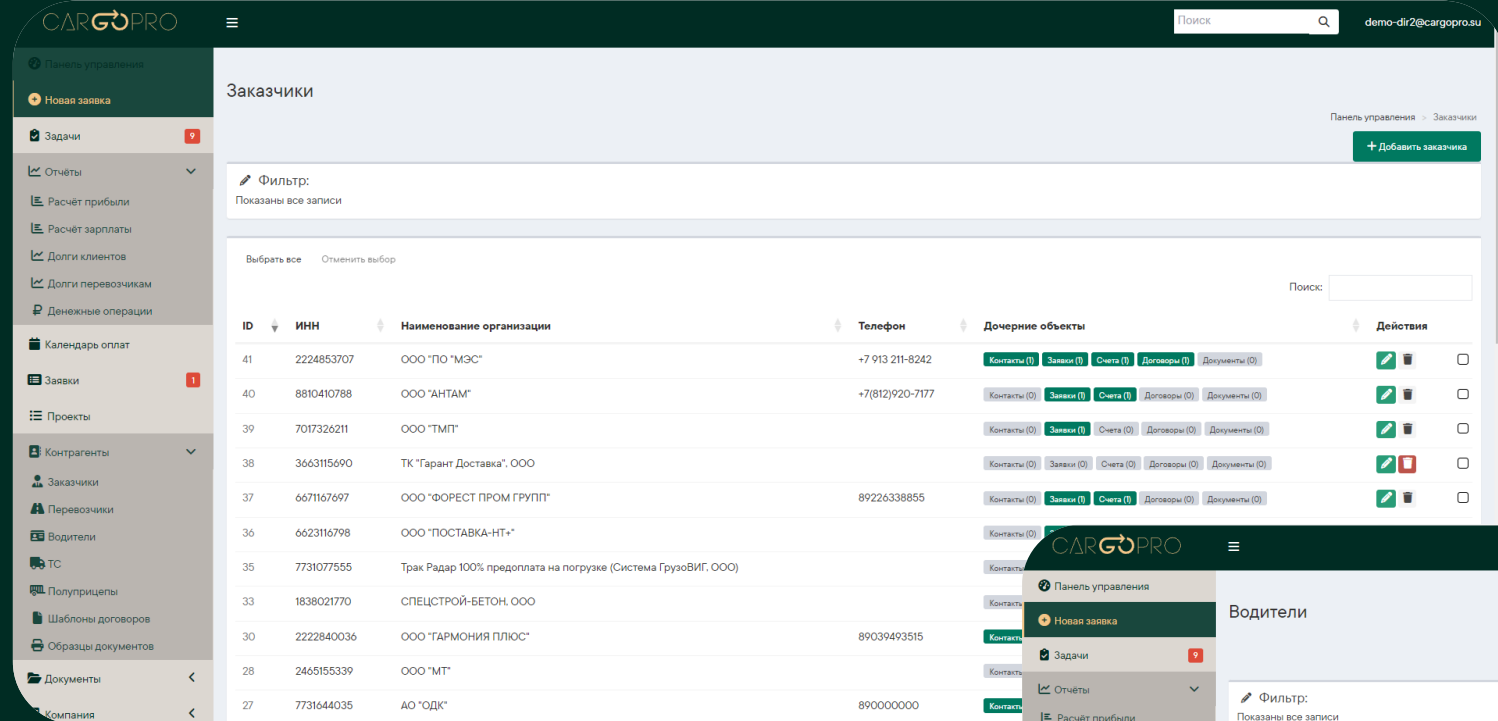 CARGOPRO
Поиск
demo-dir2@cargopro.su
Панель управления
Новая заявка
Задачи 9
Отчёты
Расчёт прибыли
Расчёт зарплаты
Долги клиентов
Долги перевозчикам
Денежные операции
Календарь оплат
Заявки 1
Проекты
Контрагенты
Заказчики
Перевозчики
Водители
ТС
Полуприцепы
Шаблоны договоров
Образцы документов
Документы
Компания
Заказчики
Панель управления > Заказчики
+ Добавить заказчика
Фильтр:
Показаны все записи
Выбрать все Отменить выбор
Поиск:
ID ИНН Наименование организации Телефон Дочерние объекты Действия
41 2224853707 ООО "ПО "МЭС" +7 913 211-8242 Контакты (1) Заявки (1) Счета (1) Договоры (1) Документы (0)
40 8810410788 ООО "АНТАМ" +7(812)920-7177 Контакты (0) Заявки (1) Счета (1) Договоры (0) Документы (0)
39 7017326211 ООО "ТМП" Контакты (0) Заявки (1) Счета (0) Договоры (0) Документы (0)
38 3663115690 ТК "Гарант Доставка", ООО Контакты (0) Заявки (0) Счета (0) Договоры (0) Документы (0)
37 6671167697 ООО "ФОРЕСТ ПРОМ ГРУПП" 89226338855 Контакты (0) Заявки (1) Счета (1) Договоры (0) Документы (0)
36 6623116798 ООО "ПОСТАВКА-НТ+" Контакты (0)
35 7731077555 Трак Радар 100% предоплата на погрузке (Система ГрузоВИГ, ООО) Контакты
33 1838021770 СПЕЦСТРОЙ-БЕТОН, ООО Контакты
30 2222840036 ООО "ГАРМОНИЯ ПЛЮС" 89039493515 Контакты
28 2465155339 ООО "МТ" Контакты
27 7731644035 АО "ОДК" 890000000 Контакты
CARGOPRO
Панель управления
Новая заявка
Задачи 9
Отчёты
Расчёт прибыли
Водители
Фильтр:
Показаны все записи